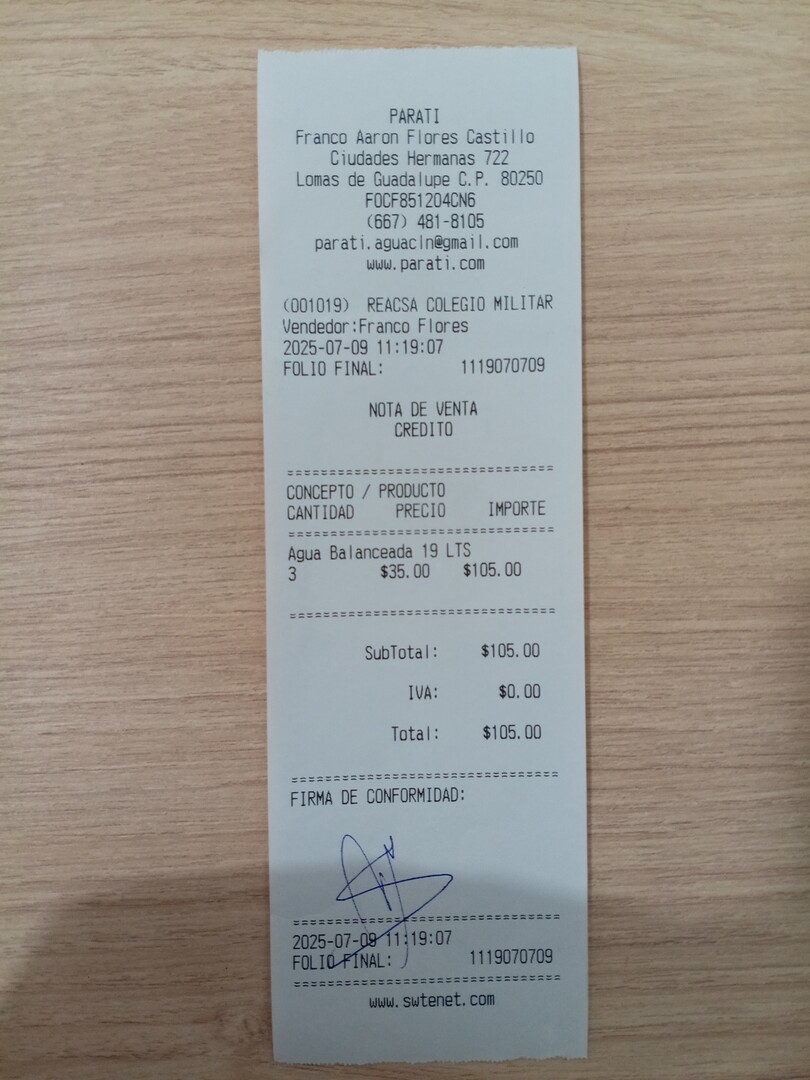 PARATI
Franco Aaron Flores Castillo
Ciudades Hermanas 722
Lomas de Guadalupe C.P. 80250
FOCF851204CN6
(667) 481-8105
parati.aguacln@gmail.com
www.parati.com
(001019) REACSA COLEGIO MILITAR
Vendedor:Franco Flores
2025-07-09 11:19:07
FOLIO FINAL: 1119070709
NOTA DE VENTA
CREDITO
================================
CONCEPTO / PRODUCTO
CANTIDAD PRECIO IMPORTE
================================
Agua Balanceada 19 LTS
3 $35.00 $105.00
================================
SubTotal: $105.00
IVA: $0.00
Total: $105.00
================================
FIRMA DE CONFORMIDAD:
================================
2025-07-09 11:19:07
FOLIO FINAL: 1119070709
================================
www.swtenet.com